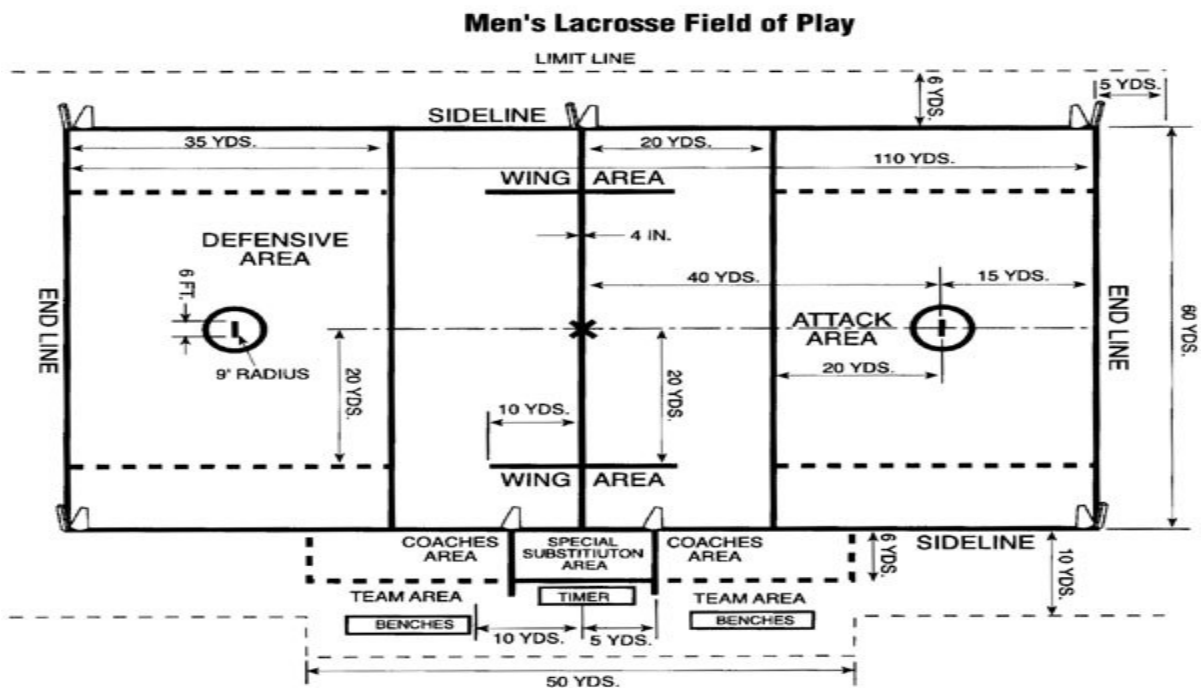 Men's Lacrosse Field of Play
LIMIT LINE
6 YDS.
5 YDS.
SIDELINE
35 YDS.
20 YDS.
110 YDS.
WING AREA
4 IN.
DEFENSIVE
AREA
40 YDS.
15 YDS.
6 FT.
END LINE
ATTACK
AREA
END LINE
60 YDS.
9' RADIUS
20 YDS.
20 YDS.
20 YDS.
10 YDS.
WING AREA
COACHES
AREA
SPECIAL
SUBSTITIUTON
AREA
COACHES
AREA
6 YDS.
SIDELINE
10 YDS.
TEAM AREA
TIMER
TEAM AREA
BENCHES
BENCHES
10 YDS.
5 YDS.
50 YDS.